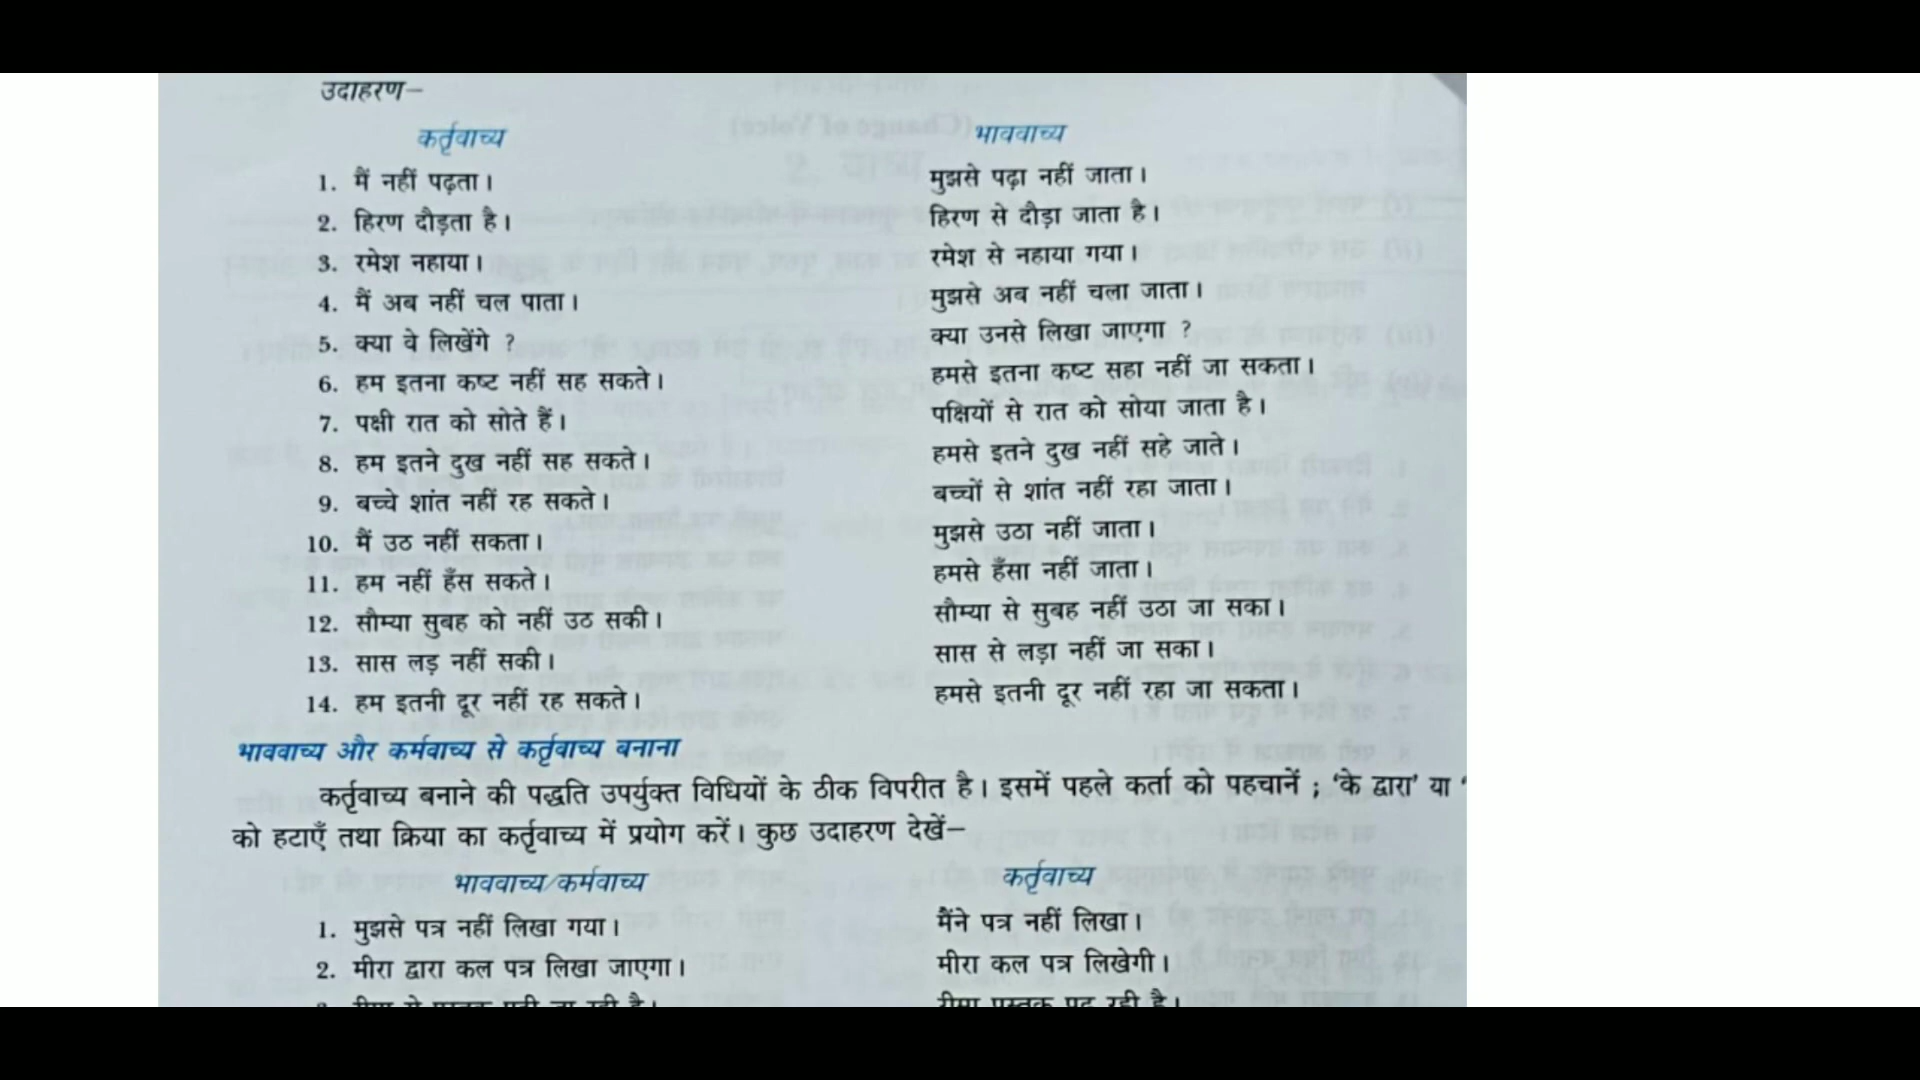 उदाहरण–
कर्तृवाच्य भाववाच्य
1. मैं नहीं पढ़ता। मुझसे पढ़ा नहीं जाता।
2. हिरण दौड़ता है। हिरण से दौड़ा जाता है।
3. रमेश नहाया। रमेश से नहाया गया।
4. मैं अब नहीं चल पाता। मुझसे अब नहीं चला जाता।
5. क्या वे लिखेंगे ? क्या उनसे लिखा जाएगा ?
6. हम इतना कष्ट नहीं सह सकते। हमसे इतना कष्ट सहा नहीं जा सकता।
7. पक्षी रात को सोते हैं। पक्षियों से रात को सोया जाता है।
8. हम इतने दुख नहीं सह सकते। हमसे इतने दुख नहीं सहे जाते।
9. बच्चे शांत नहीं रह सकते। बच्चों से शांत नहीं रहा जाता।
10. मैं उठ नहीं सकता। मुझसे उठा नहीं जाता।
11. हम नहीं हँस सकते। हमसे हँसा नहीं जाता।
12. सौम्या सुबह को नहीं उठ सकी। सौम्या से सुबह नहीं उठा जा सका।
13. सास लड़ नहीं सकी। सास से लड़ा नहीं जा सका।
14. हम इतनी दूर नहीं रह सकते। हमसे इतनी दूर नहीं रहा जा सकता।
भाववाच्य और कर्मवाच्य से कर्तृवाच्य बनाना
कर्तृवाच्य बनाने की पद्धति उपर्युक्त विधियों के ठीक विपरीत है। इसमें पहले कर्ता को पहचानें ; ‘के द्वारा’ या ‘
को हटाएँ तथा क्रिया का कर्तृवाच्य में प्रयोग करें। कुछ उदाहरण देखें–
भाववाच्य/कर्मवाच्य कर्तृवाच्य
1. मुझसे पत्र नहीं लिखा गया। मैंने पत्र नहीं लिखा।
2. मीरा द्वारा कल पत्र लिखा जाएगा। मीरा कल पत्र लिखेगी।